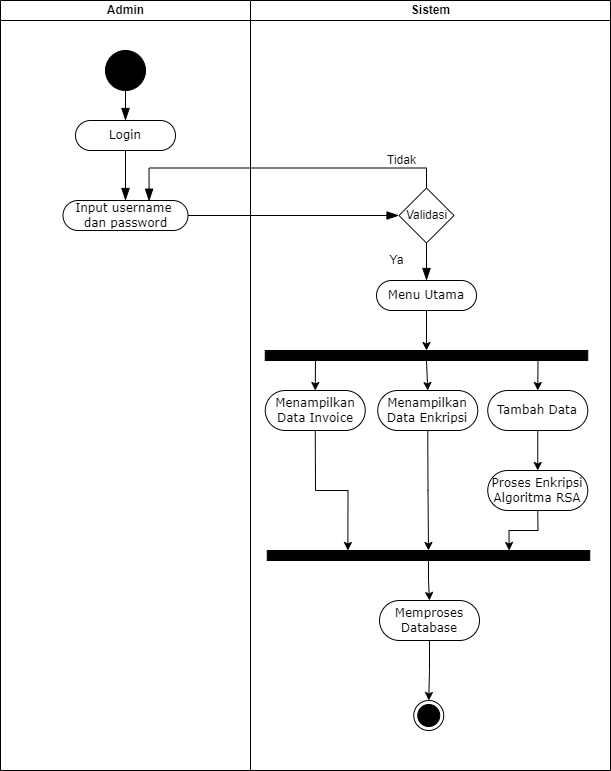 Admin
Sistem
Login
Tidak
Input username
dan password
Validasi
Ya
Menu Utama
Menampilkan
Data Invoice
Menampilkan
Data Enkripsi
Tambah Data
Proses Enkripsi
Algoritma RSA
Memproses
Database